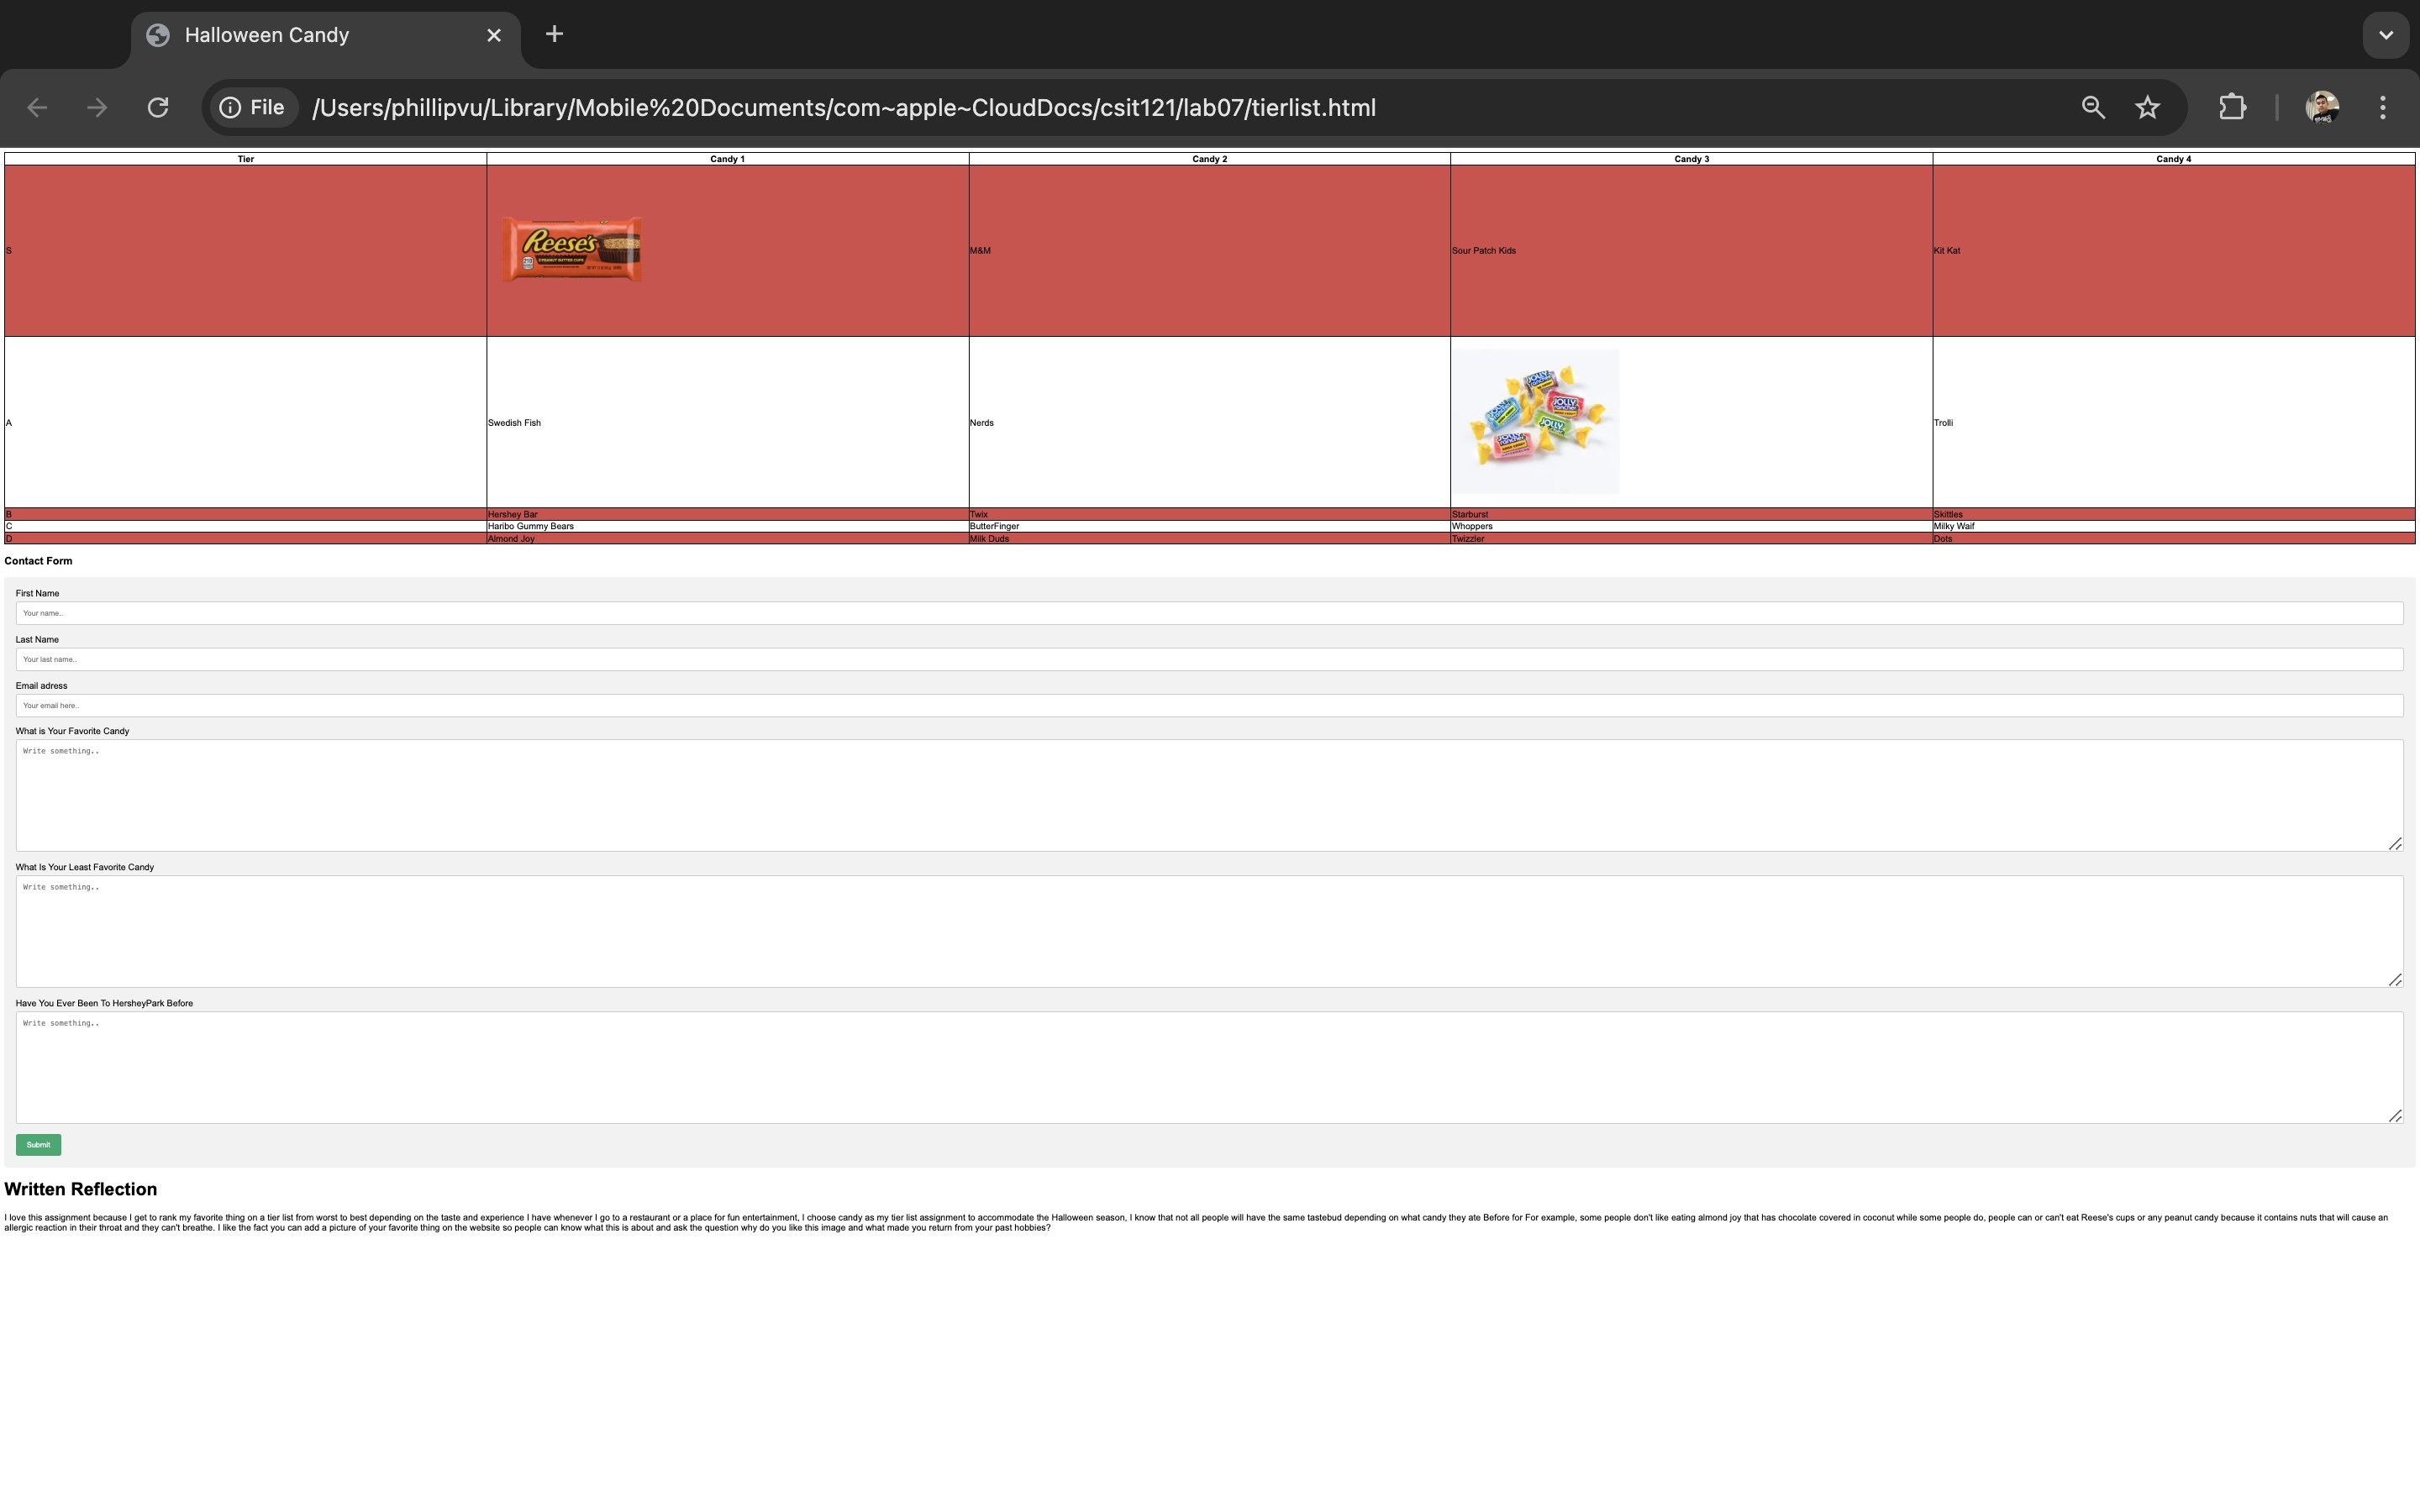 Halloween Candy
File /Users/phillipvu/Library/Mobile%20Documents/com~apple~CloudDocs/csit121/lab07/tierlist.html
Tier Candy 1 Candy 2 Candy 3 Candy 4
S Reese's M&M Sour Patch Kids Kit Kat
A Swedish Fish Nerds JOLLY JOLLY JOLLY Trolli
B Hershey Bar Twix Starburst Skittles
C Haribo Gummy Bears ButterFinger Whoppers Milky Waif
D Almond Joy Milk Duds Twizzler Dots
Contact Form
First Name
Your name..
Last Name
Your last name..
Email adress
Your email here..
What is Your Favorite Candy
Write something..
What Is Your Least Favorite Candy
Write something..
Have You Ever Been To HersheyPark Before
Write something..
Submit
Written Reflection
I love this assignment because I get to rank my favorite thing on a tier list from worst to best depending on the taste and experience I have whenever I go to a restaurant or a place for fun entertainment, I choose candy as my tier list assignment to accommodate the Halloween season, I know that not all people will have the same tastebud depending on what candy they ate Before for For example, some people don't like eating almond joy that has chocolate covered in coconut while some people do, people can or can't eat Reese's cups or any peanut candy because it contains nuts that will cause an
allergic reaction in their throat and they can't breathe. I like the fact you can add a picture of your favorite thing on the website so people can know what this is about and ask the question why do you like this image and what made you return from your past hobbies?